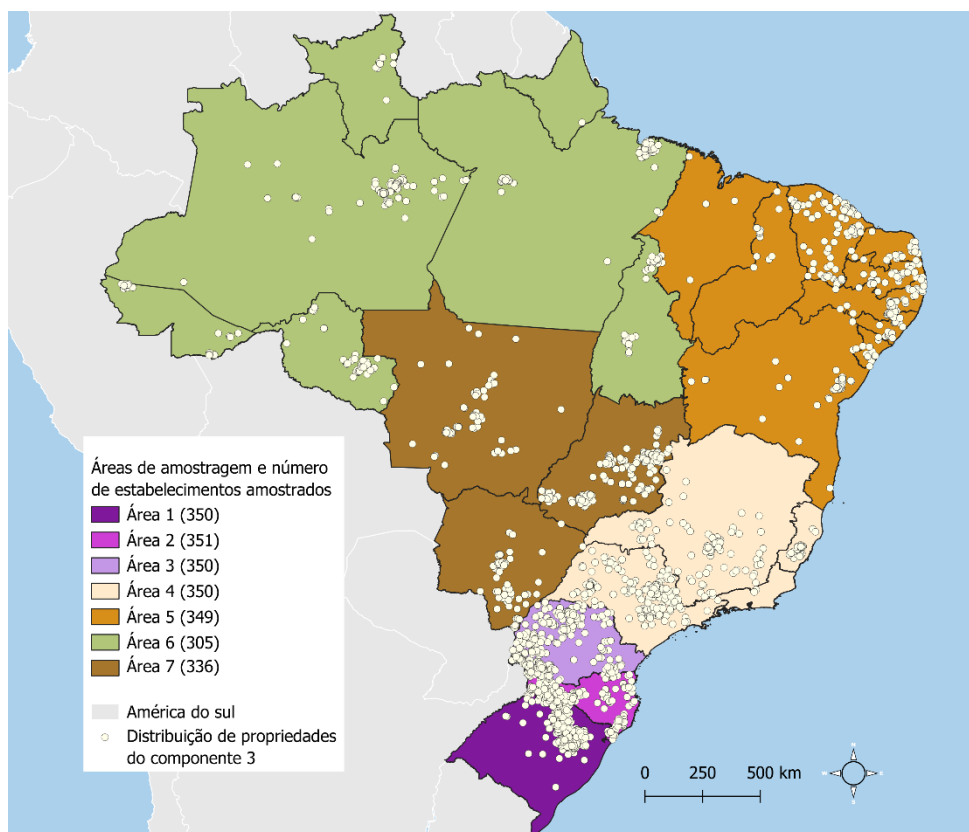 Áreas de amostragem e número
de estabelecimentos amostrados
Área 1 (350)
Área 2 (351)
Área 3 (350)
Área 4 (350)
Área 5 (349)
Área 6 (305)
Área 7 (336)
América do sul
Distribuição de propriedades
do componente 3
0 250 500 km